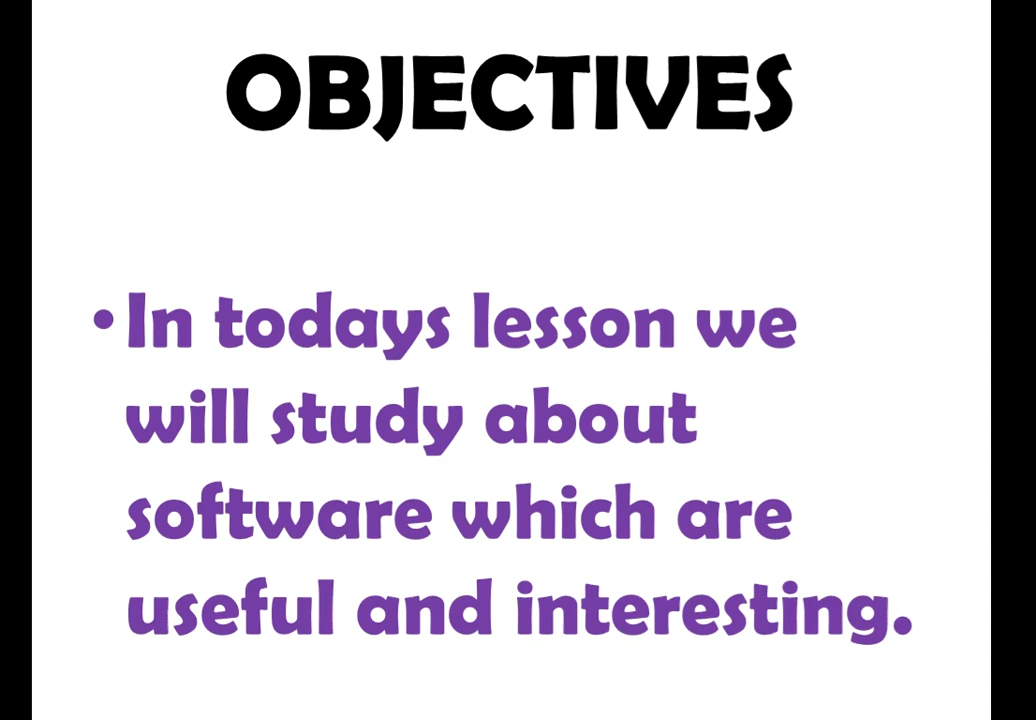 OBJECTIVES
•In todays lesson we
will study about
software which are
useful and interesting.